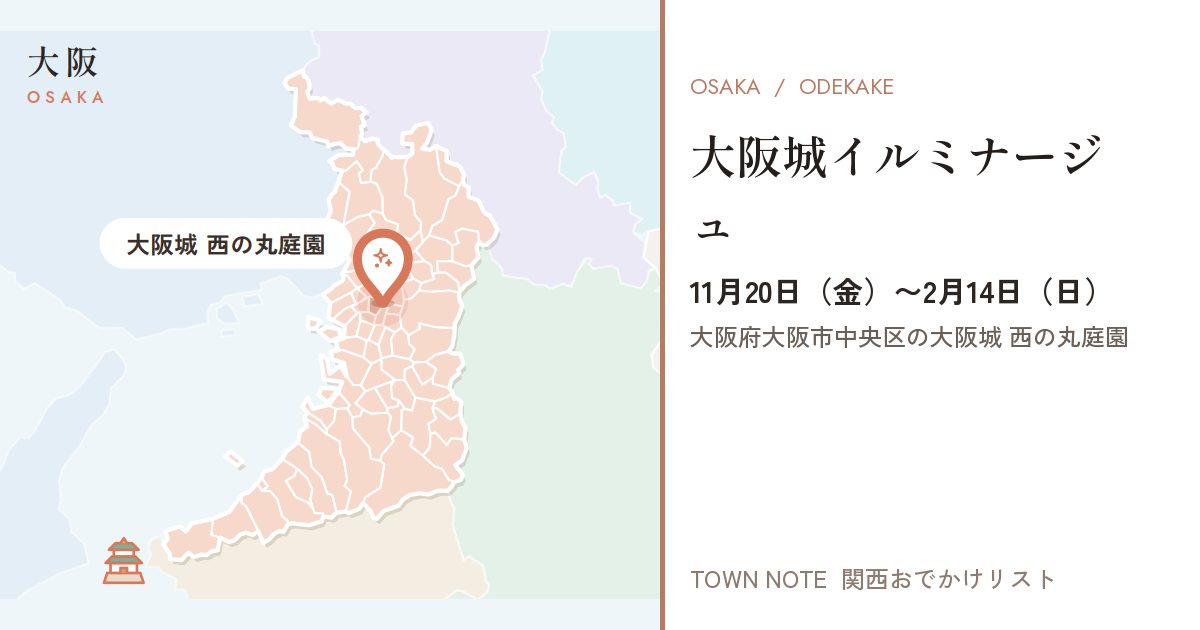 大阪
OSAKA
大阪城 西の丸庭園
OSAKA / ODEKAKE
大阪城イルミナージ
ュ
11月20日（金）〜2月14日（日）
大阪府大阪市中央区の大阪城 西の丸庭園
TOWN NOTE 関西おでかけリスト